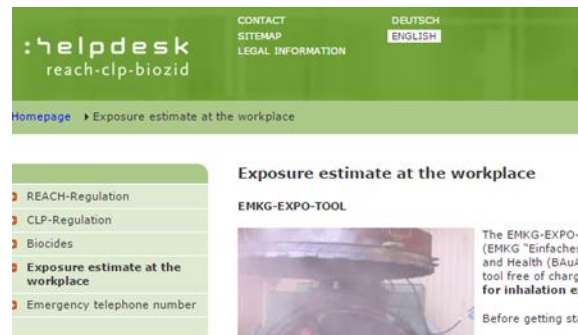 CONTACT
SITEMAP
LEGAL INFORMATION
DEUTSCH
ENGLISH
:helpdesk
reach-clp-biozid
Homepage Exposure estimate at the workplace
REACH-Regulation
CLP-Regulation
Biocides
Exposure estimate at the
workplace
Emergency telephone number
Exposure estimate at the workplace
EMKG-EXPO-TOOL
The EMKG-EXPO-
(EMKG "Einfaches
and Health (BAuA
tool free of charg
for inhalation e
Before getting sta